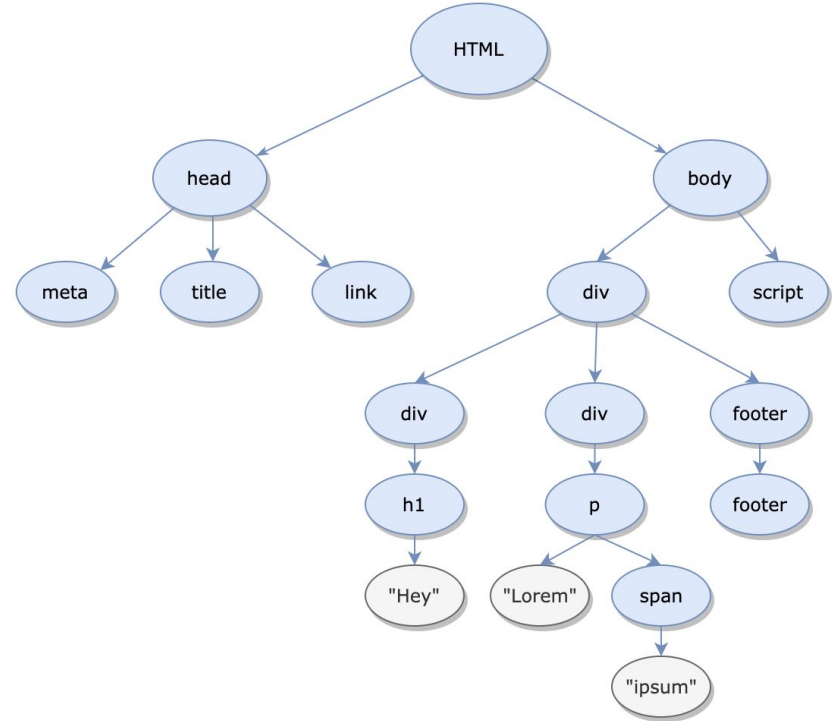 HTML
head
body
meta
title
link
div
script
div
div
footer
h1
p
footer
"Hey"
"Lorem"
span
"ipsum"